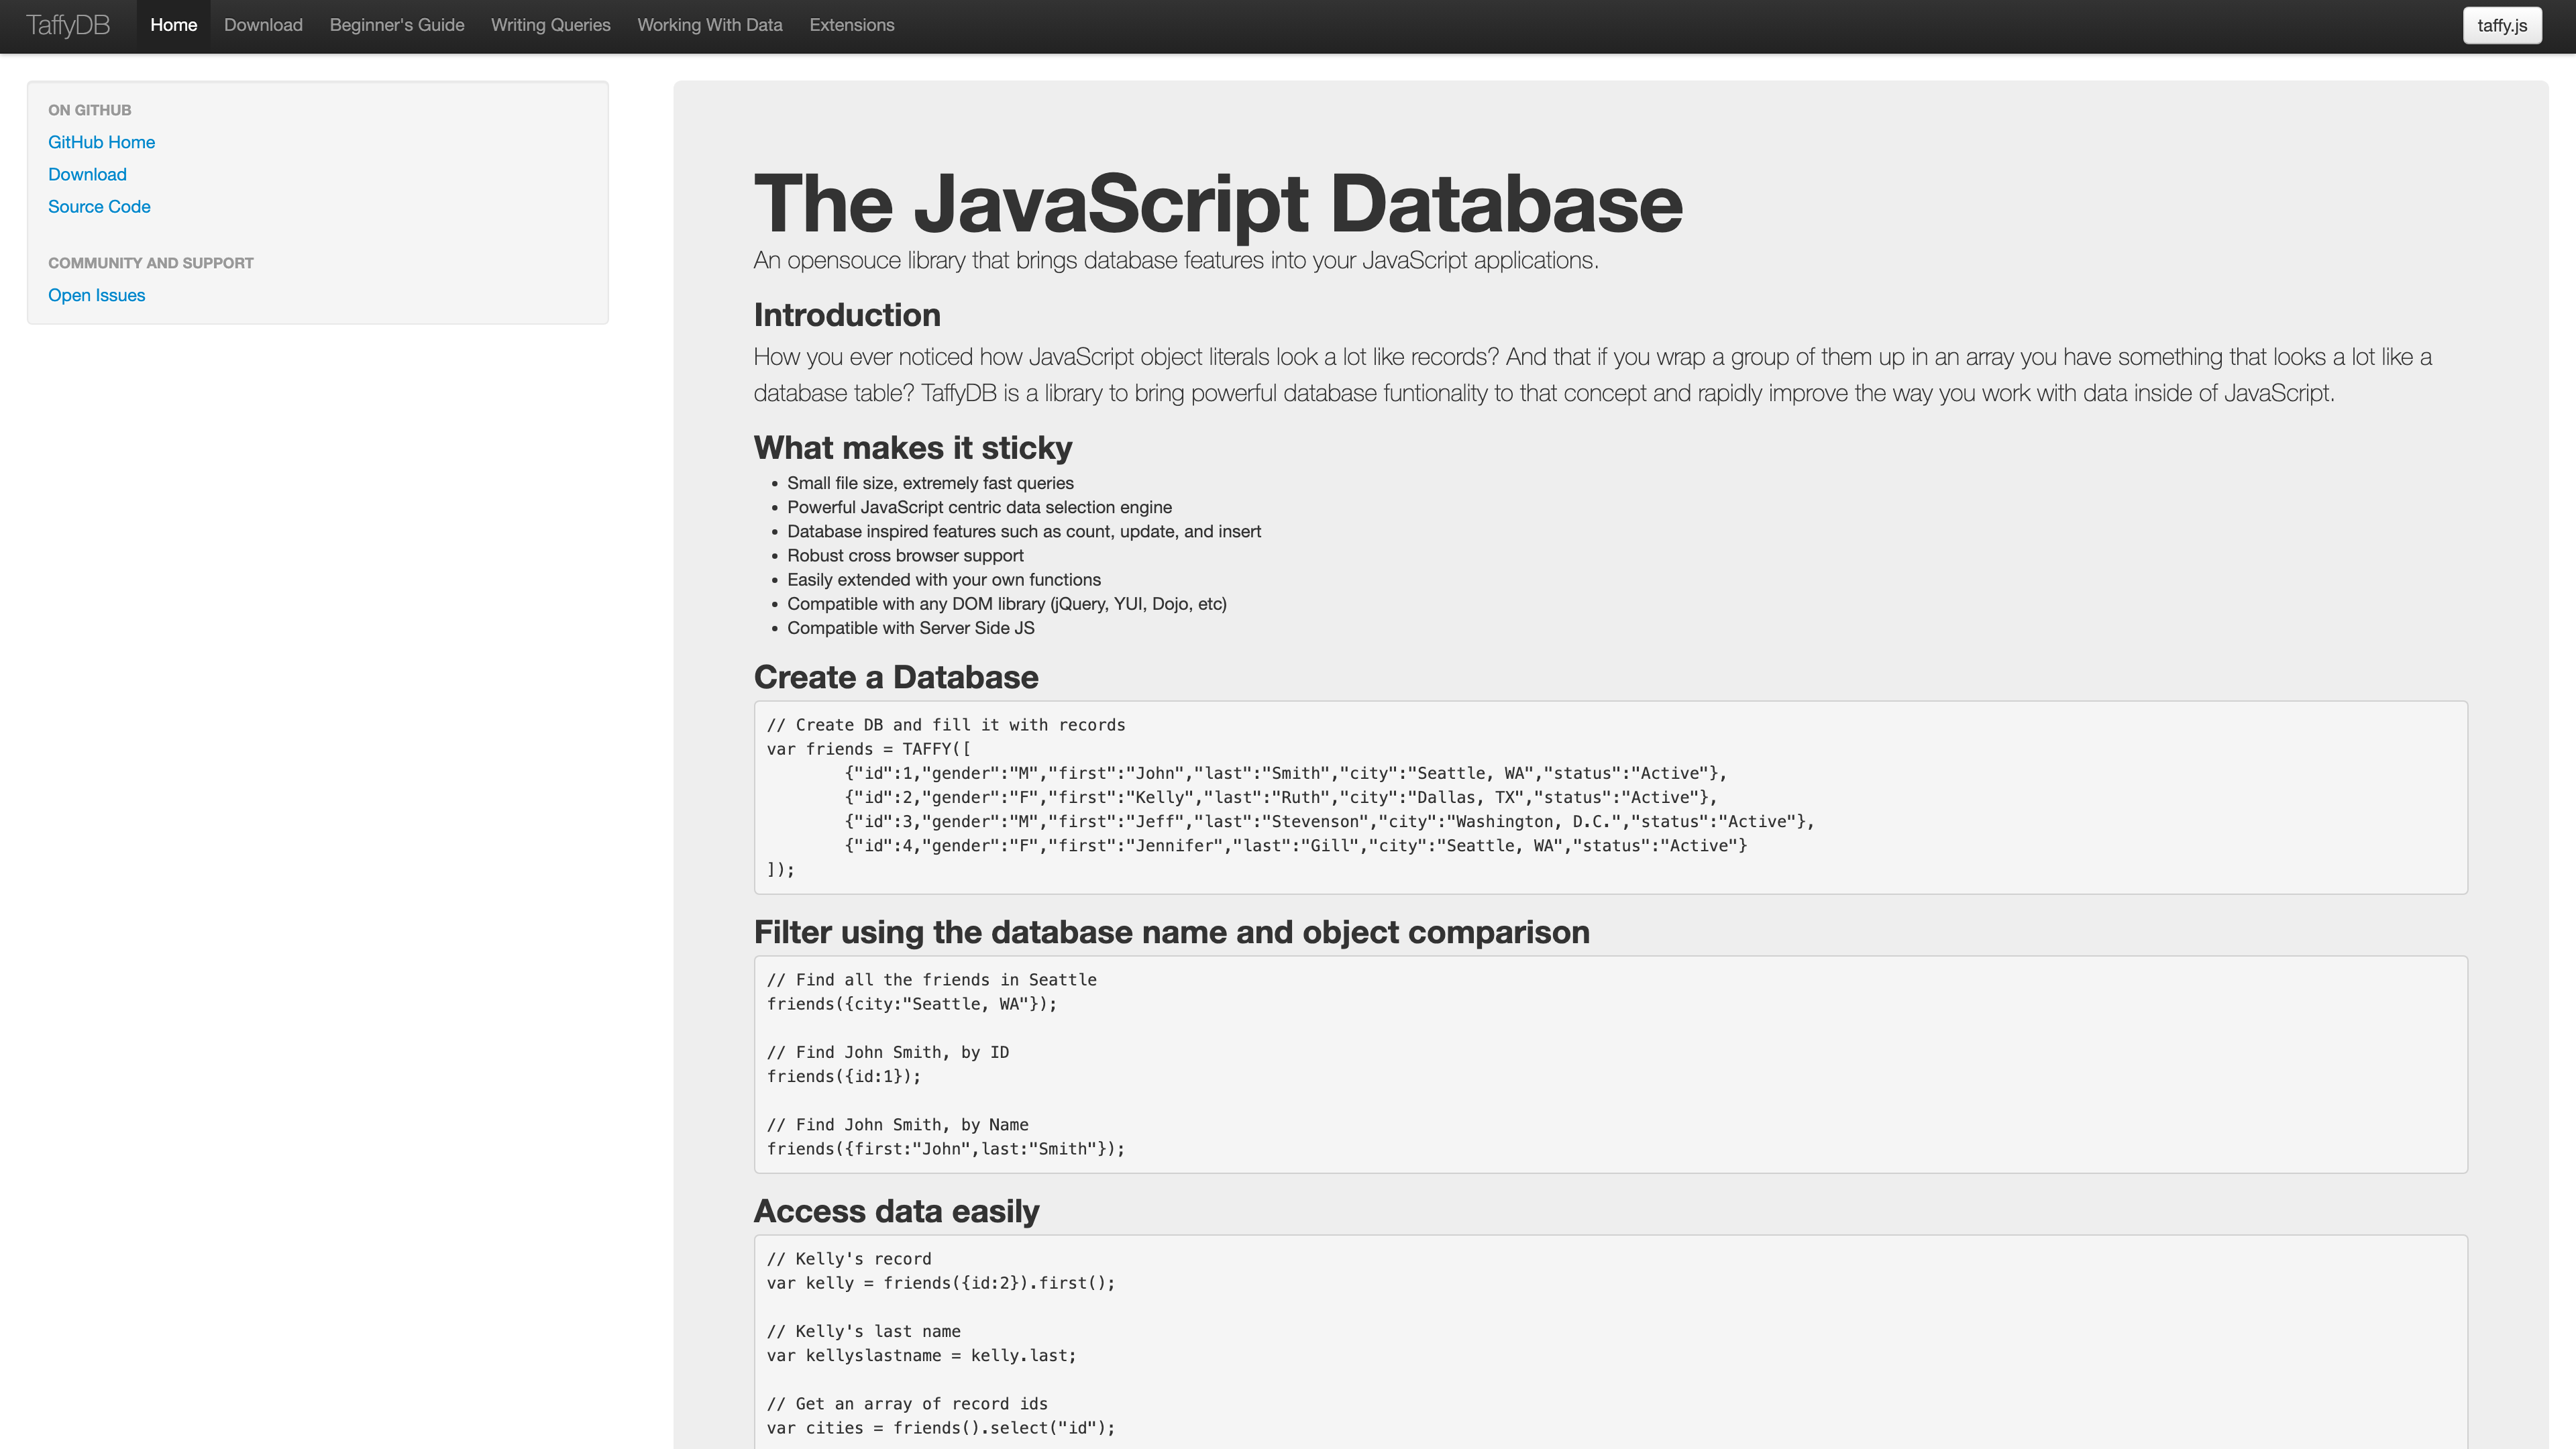 TaffyDB
Home
Download
Beginner's Guide
Writing Queries
Working With Data
Extensions
taffy.js
ON GITHUB
GitHub Home
Download
Source Code
COMMUNITY AND SUPPORT
Open Issues
The JavaScript Database
An opensouce library that brings database features into your JavaScript applications.
Introduction
How you ever noticed how JavaScript object literals look a lot like records? And that if you wrap a group of them up in an array you have something that looks a lot like a
database table? TaffyDB is a library to bring powerful database funtionality to that concept and rapidly improve the way you work with data inside of JavaScript.
What makes it sticky
• Small file size, extremely fast queries
• Powerful JavaScript centric data selection engine
• Database inspired features such as count, update, and insert
• Robust cross browser support
• Easily extended with your own functions
• Compatible with any DOM library (jQuery, YUI, Dojo, etc)
• Compatible with Server Side JS
Create a Database
// Create DB and fill it with records
var friends = TAFFY([
        {"id":1,"gender":"M","first":"John","last":"Smith","city":"Seattle, WA","status":"Active"},
        {"id":2,"gender":"F","first":"Kelly","last":"Ruth","city":"Dallas, TX","status":"Active"},
        {"id":3,"gender":"M","first":"Jeff","last":"Stevenson","city":"Washington, D.C.","status":"Active"},
        {"id":4,"gender":"F","first":"Jennifer","last":"Gill","city":"Seattle, WA","status":"Active"}
]);
Filter using the database name and object comparison
// Find all the friends in Seattle
friends({city:"Seattle, WA"});
// Find John Smith, by ID
friends({id:1});
// Find John Smith, by Name
friends({first:"John",last:"Smith"});
Access data easily
// Kelly's record
var kelly = friends({id:2}).first();
// Kelly's last name
var kellyslastname = kelly.last;
// Get an array of record ids
var cities = friends().select("id");